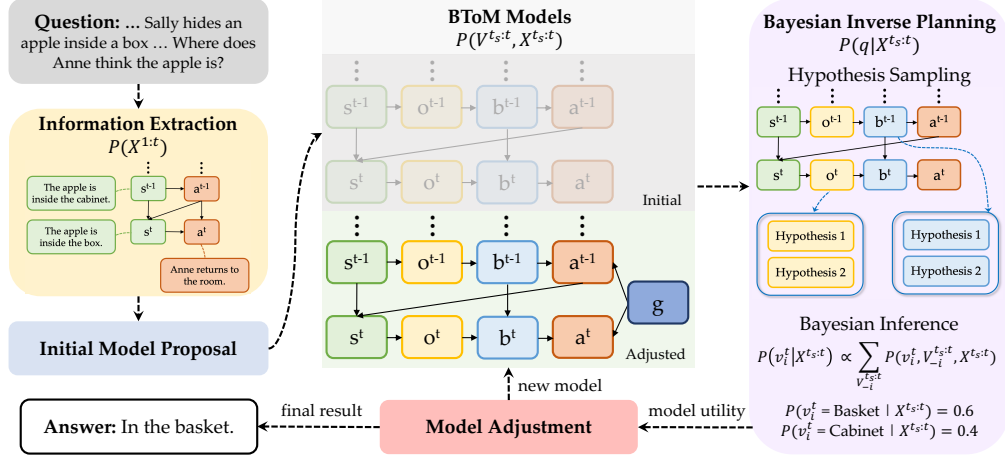 Question: ... Sally hides an
apple inside a box ... Where does
Anne think the apple is?
Information Extraction
P(X^{1:t})
The apple is
inside the cabinet.
s^{t-1}
a^{t-1}
The apple is
inside the box.
s^t
a^t
Anne returns to
the room.
Initial Model Proposal
Answer: In the basket.
final result
BToM Models
P(V^{t_s:t}, X^{t_s:t})
s^{t-1} o^{t-1} b^{t-1} a^{t-1}
s^t o^t b^t a^t
Initial
s^{t-1} o^{t-1} b^{t-1} a^{t-1}
g
s^t o^t b^t a^t
Adjusted
new model
Model Adjustment
model utility
Bayesian Inverse Planning
P(q|X^{t_s:t})
Hypothesis Sampling
s^{t-1} o^{t-1} b^{t-1} a^{t-1}
s^t o^t b^t a^t
Hypothesis 1 Hypothesis 1
Hypothesis 2 Hypothesis 2
Bayesian Inference
P(v_i^t|X^{t_s:t}) ∝ ∑_{V_{-i}^{t_s:t}} P(v_i^t, V_{-i}^{t_s:t}, X^{t_s:t})
P(v_i^t = Basket | X^{t_s:t}) = 0.6
P(v_i^t = Cabinet | X^{t_s:t}) = 0.4